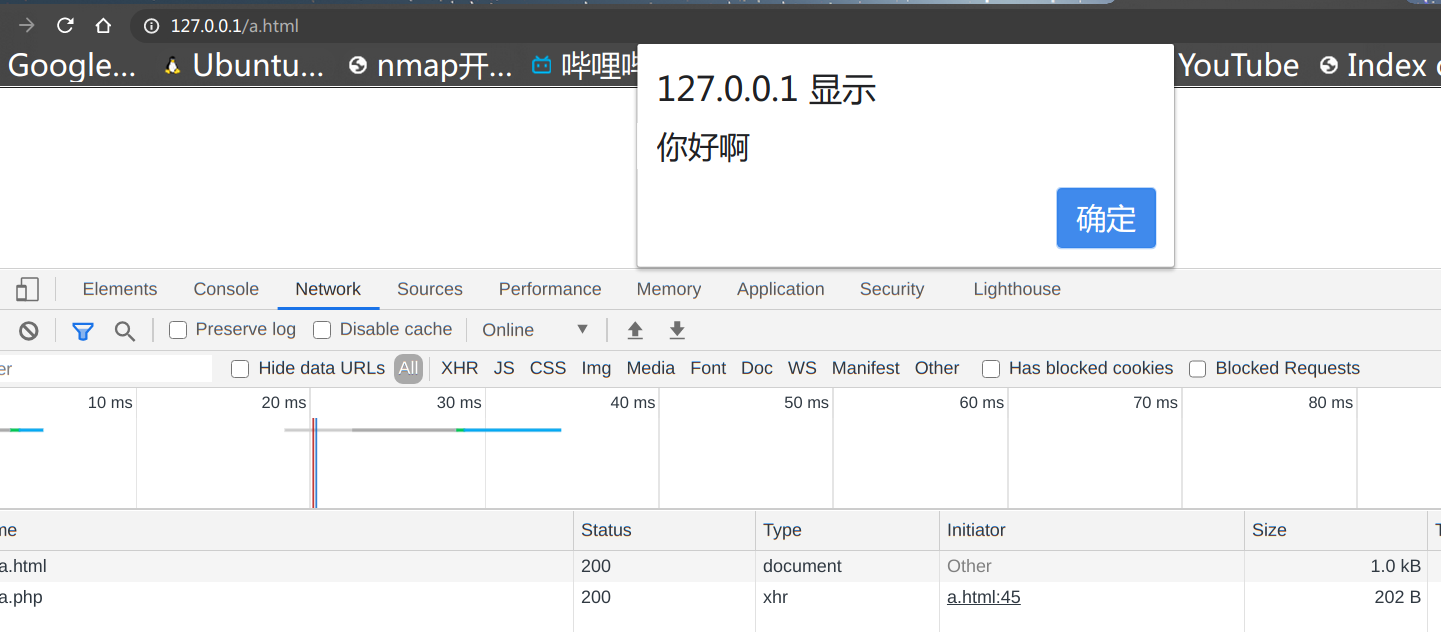 127.0.0.1/a.html
Google... Ubuntu... nmap开... 哔哩 YouTube Index
127.0.0.1 显示
你好啊
确定
Elements Console Network Sources Performance Memory Application Security Lighthouse
Preserve log Disable cache Online
er Hide data URLs All XHR JS CSS Img Media Font Doc WS Manifest Other Has blocked cookies Blocked Requests
10 ms 20 ms 30 ms 40 ms 50 ms 60 ms 70 ms 80 ms
me Status Type Initiator Size
a.html 200 document Other 1.0 kB
a.php 200 xhr a.html:45 202 B